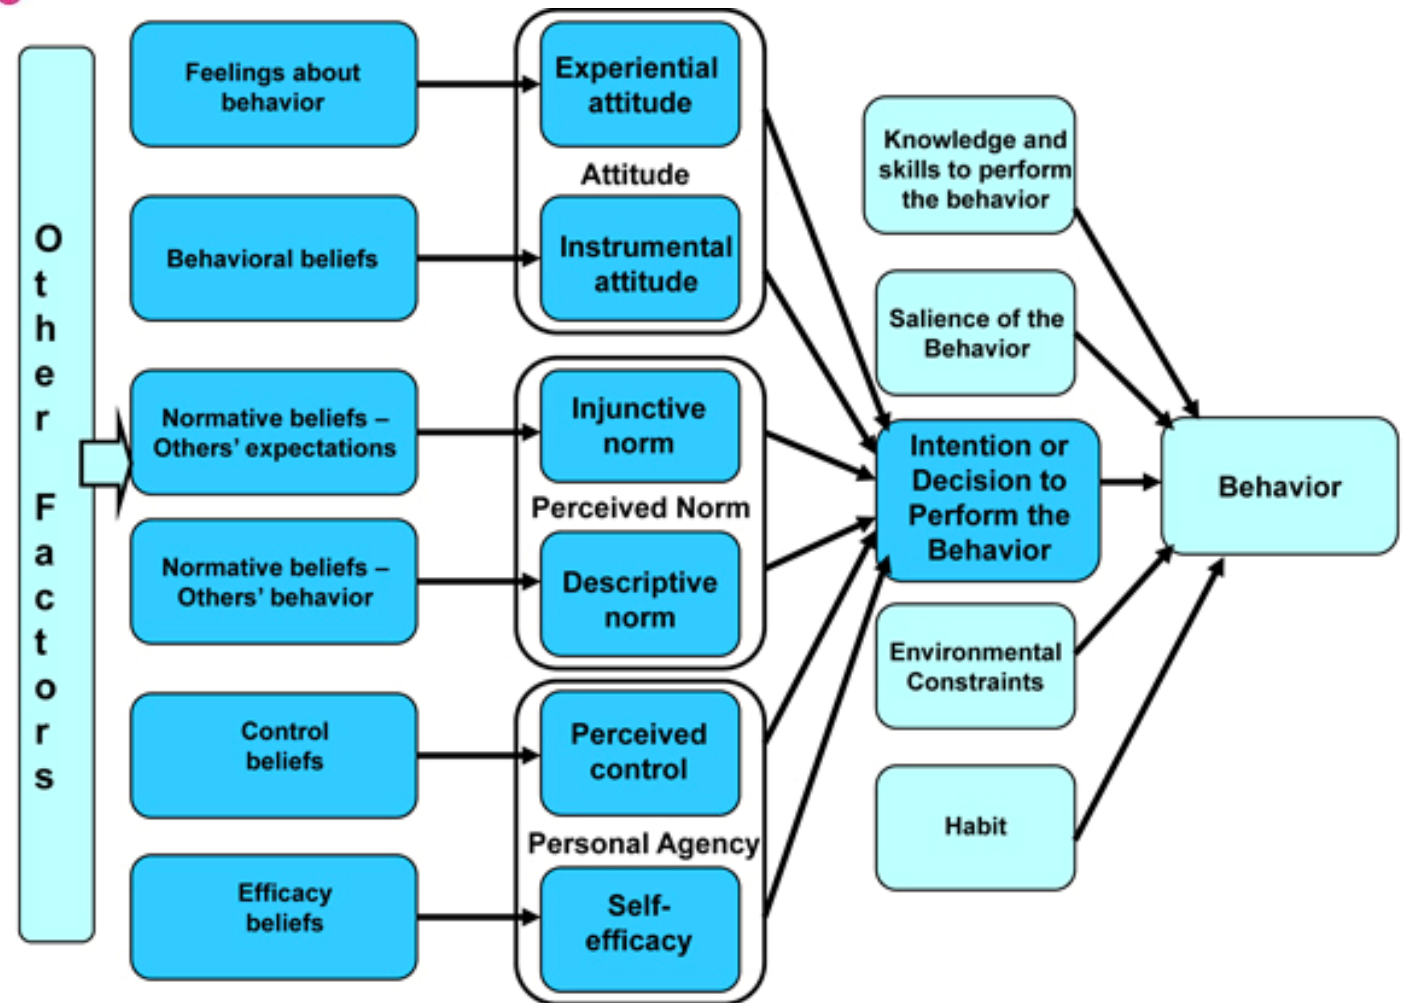 Other Factors
Feelings about
behavior
Behavioral beliefs
Normative beliefs –
Others’ expectations
Normative beliefs –
Others’ behavior
Control
beliefs
Efficacy
beliefs
Experiential
attitude
Attitude
Instrumental
attitude
Injunctive
norm
Perceived Norm
Descriptive
norm
Perceived
control
Personal Agency
Self-
efficacy
Knowledge and
skills to perform
the behavior
Salience of the
Behavior
Intention or
Decision to
Perform the
Behavior
Environmental
Constraints
Habit
Behavior